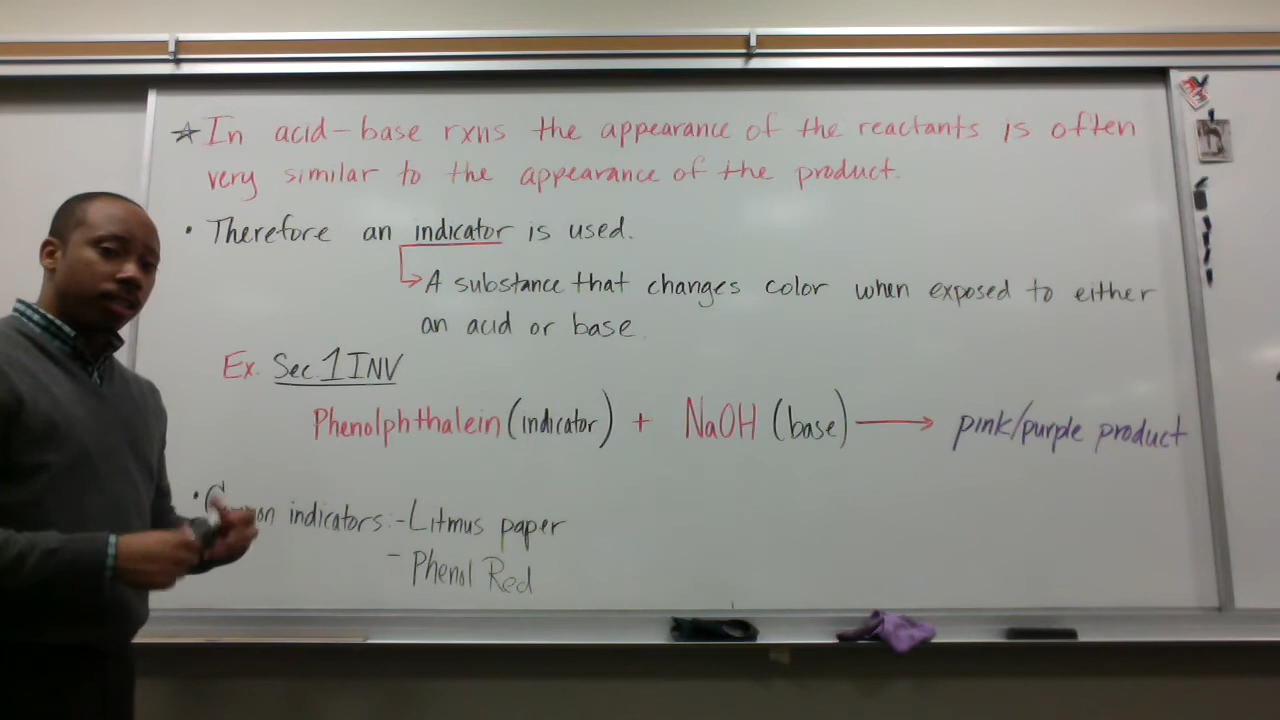 ☆ In acid-base rxns the appearance of the reactants is often
very similar to the appearance of the product.
• Therefore an indicator is used.
→ A substance that changes color when exposed to either
an acid or base.
Ex. Sec. 1 INV
Phenolphthalein (indicator) + NaOH (base) → pink/purple product
• indicators: - Litmus paper
- Phenol Red